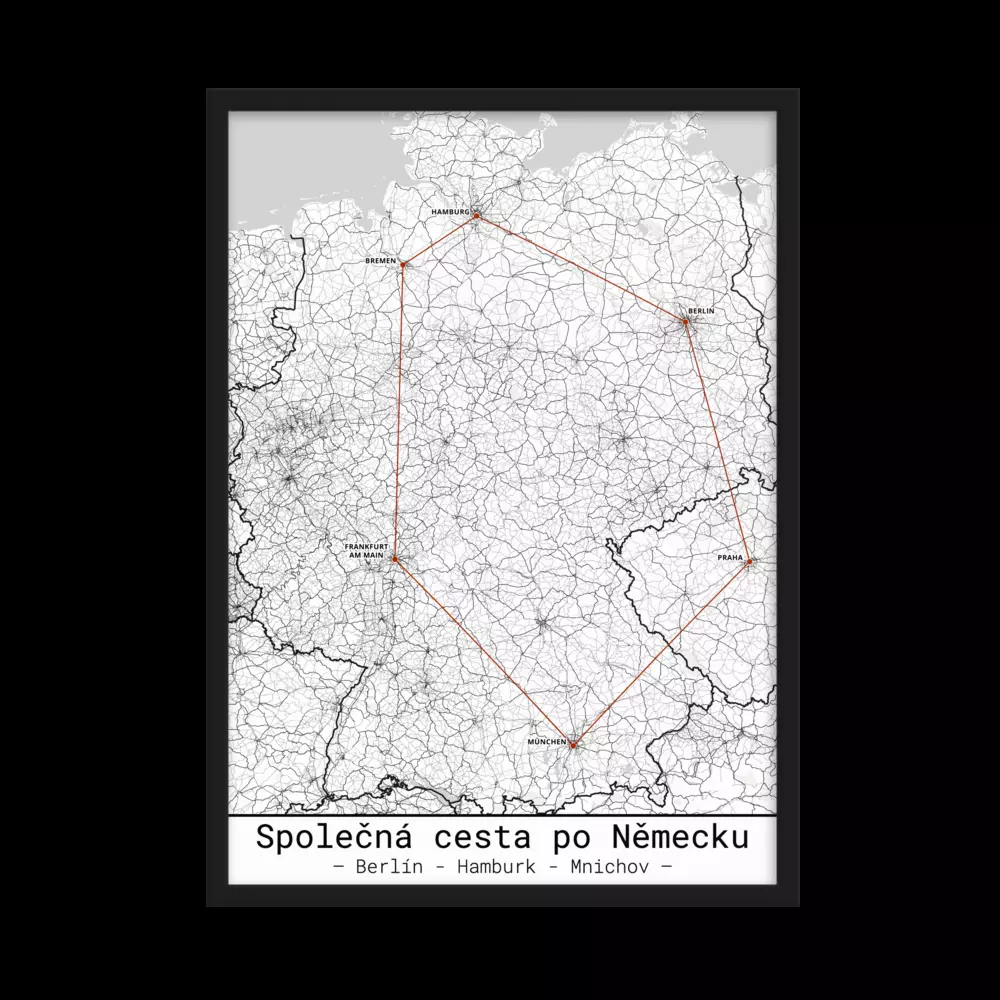 HAMBURG
BREMEN
BERLIN
FRANKFURT
AM MAIN
PRAHA
MÜNCHEN
Společná cesta po Německu
— Berlín - Hamburk - Mnichov —